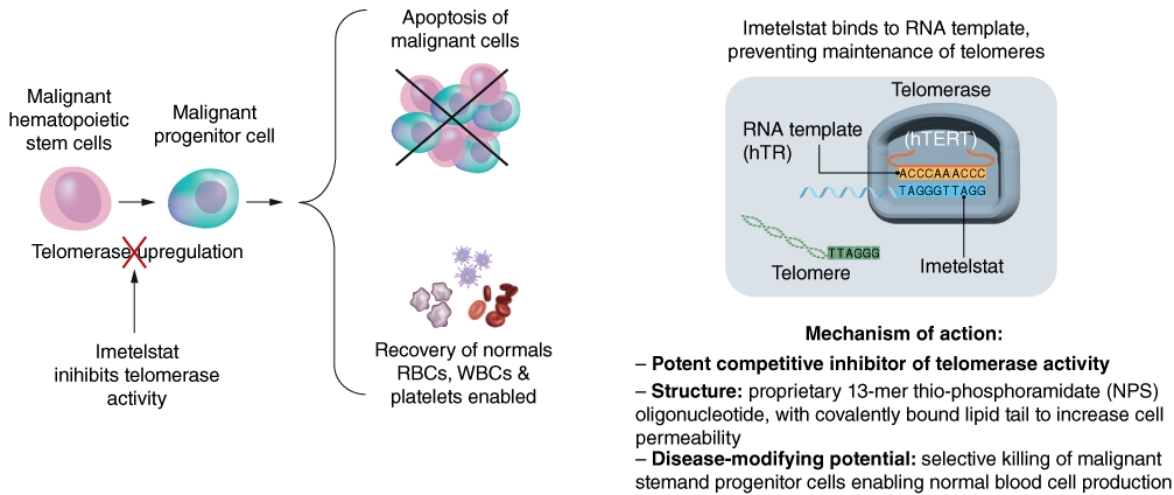 Malignant
hematopoietic
stem cells
Malignant
progenitor cell
Telomerase upregulation
Imetelstat
inihibits telomerase
activity
Apoptosis of
malignant cells
Recovery of normals
RBCs, WBCs &
platelets enabled
Imetelstat binds to RNA template,
preventing maintenance of telomeres
Telomerase
(hTERT)
RNA template
(hTR)
ACCCAAACCC
TAGGGTTAGG
TTAGGG
Telomere
Imetelstat
Mechanism of action:
– Potent competitive inhibitor of telomerase activity
– Structure: proprietary 13-mer thio-phosphoramidate (NPS)
oligonucleotide, with covalently bound lipid tail to increase cell
permeability
– Disease-modifying potential: selective killing of malignant
stemand progenitor cells enabling normal blood cell production